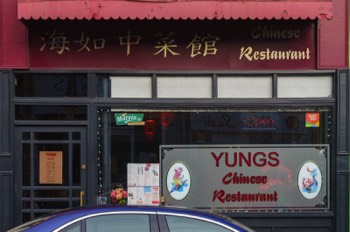 海如中菜館
Chinese
Restaurant
YUNGS
Chinese
Restaurant